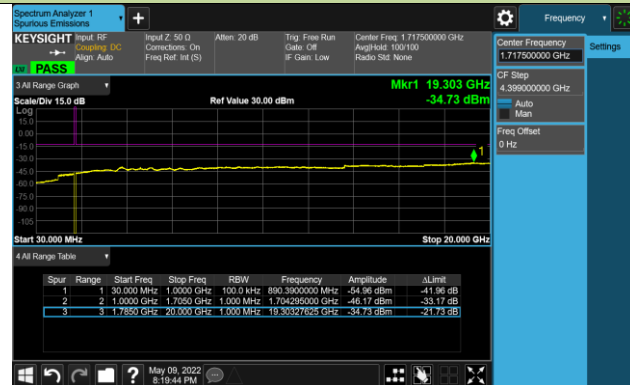 Spectrum Analyzer 1
Spurious Emissions
+
Frequency
KEYSIGHT Input: RF Input Z: 50 Ω Atten: 20 dB Trig: Free Run Center Freq: 1.717500000 GHz
Coupling: DC Corrections: On Gate: Off Avg|Hold: 100/100
Align: Auto Freq Ref: Int (S) IF Gain: Low Radio Std: None
PASS
Center Frequency
1.717500000 GHz
Settings
CF Step
4.399000000 GHz
Auto
Man
Freq Offset
0 Hz
3 All Range Graph
Mkr1 19.303 GHz
Scale/Div 15.0 dB Ref Value 30.00 dBm -34.73 dBm
Log
15.0
0.00
-15.0
-30.0
-45.0
-60.0
-75.0
-90.0
-105
1
Start 30.000 MHz Stop 20.000 GHz
4 All Range Table
Spur Range Start Freq Stop Freq RBW Frequency Amplitude ΔLimit
1 1 30.000 MHz 1.0000 GHz 100.0 kHz 890.3900000 MHz -54.96 dBm -41.96 dB
2 2 1.0000 GHz 1.7050 GHz 1.000 MHz 1.704295000 GHz -46.17 dBm -33.17 dB
3 3 1.7850 GHz 20.000 GHz 1.000 MHz 19.30327625 GHz -34.73 dBm -21.73 dB
?
May 09, 2022
8:19:44 PM